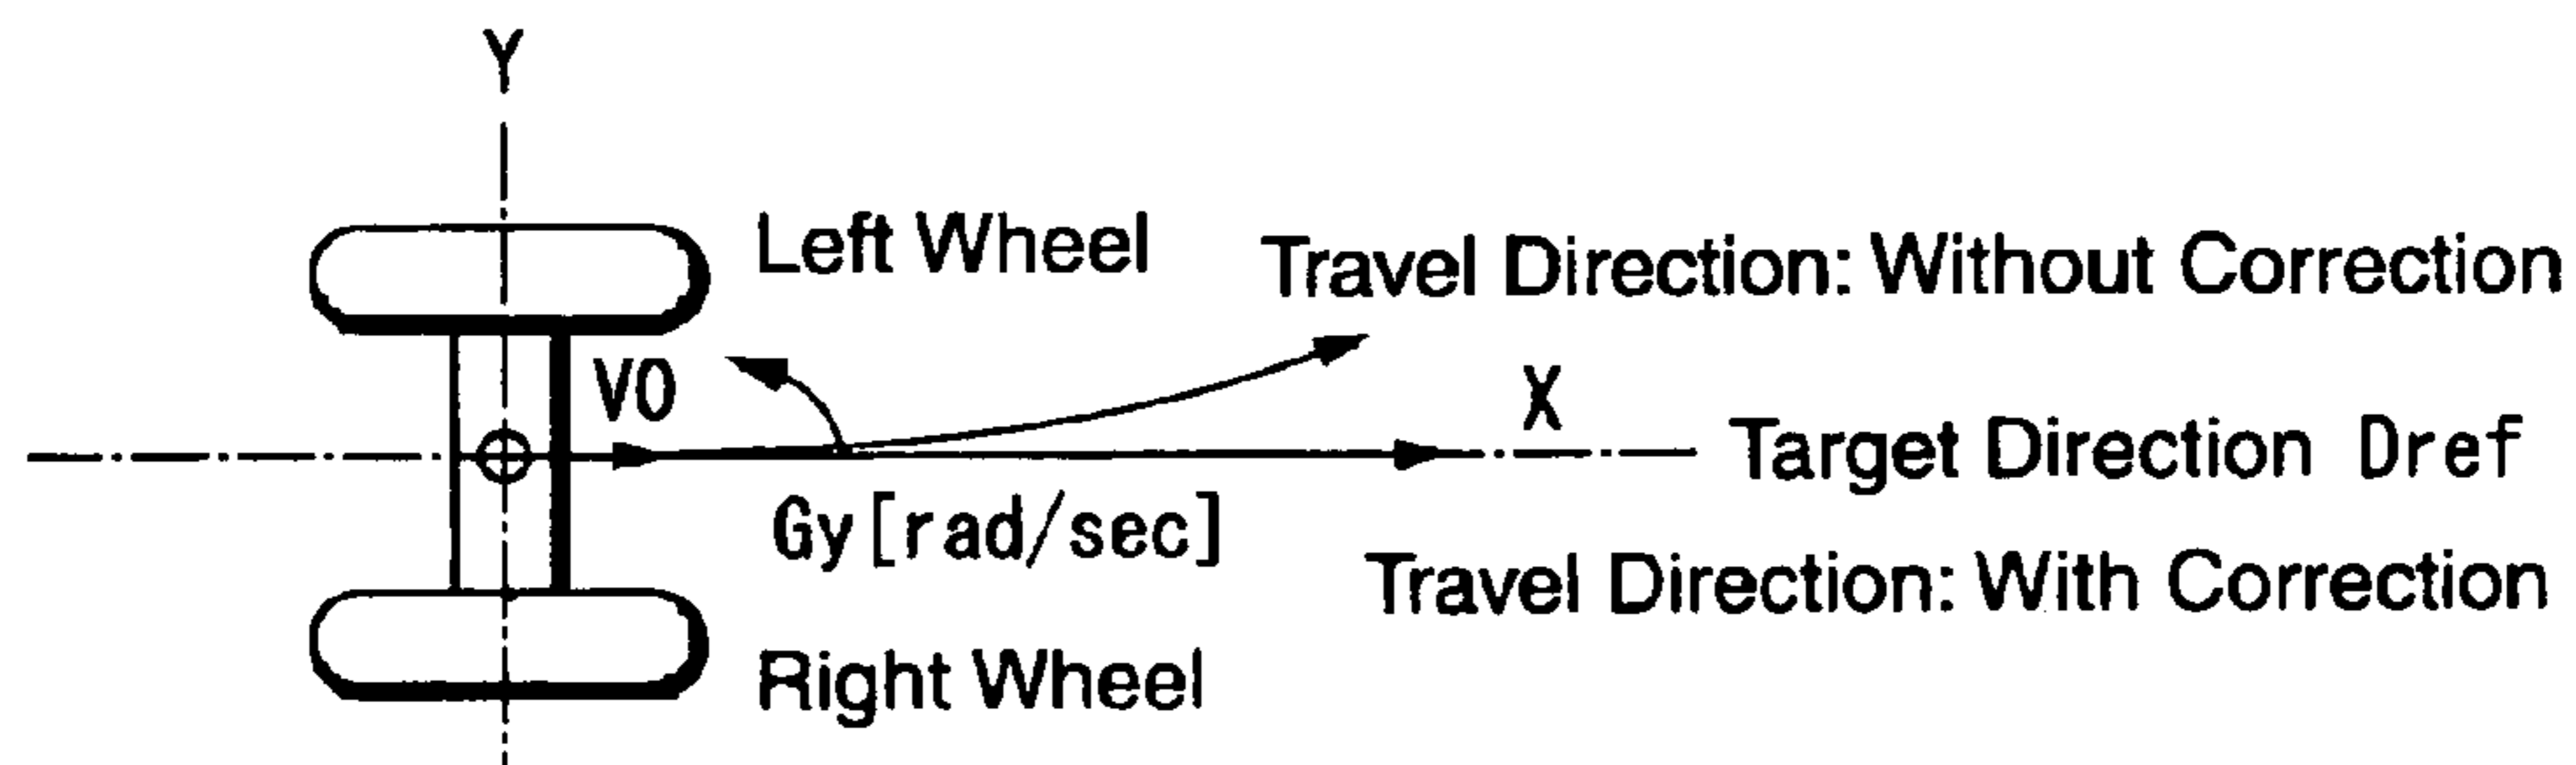 Y
Left Wheel
Travel Direction: Without Correction
V0
X
Target Direction Dref
Gy[rad/sec]
Travel Direction: With Correction
Right Wheel